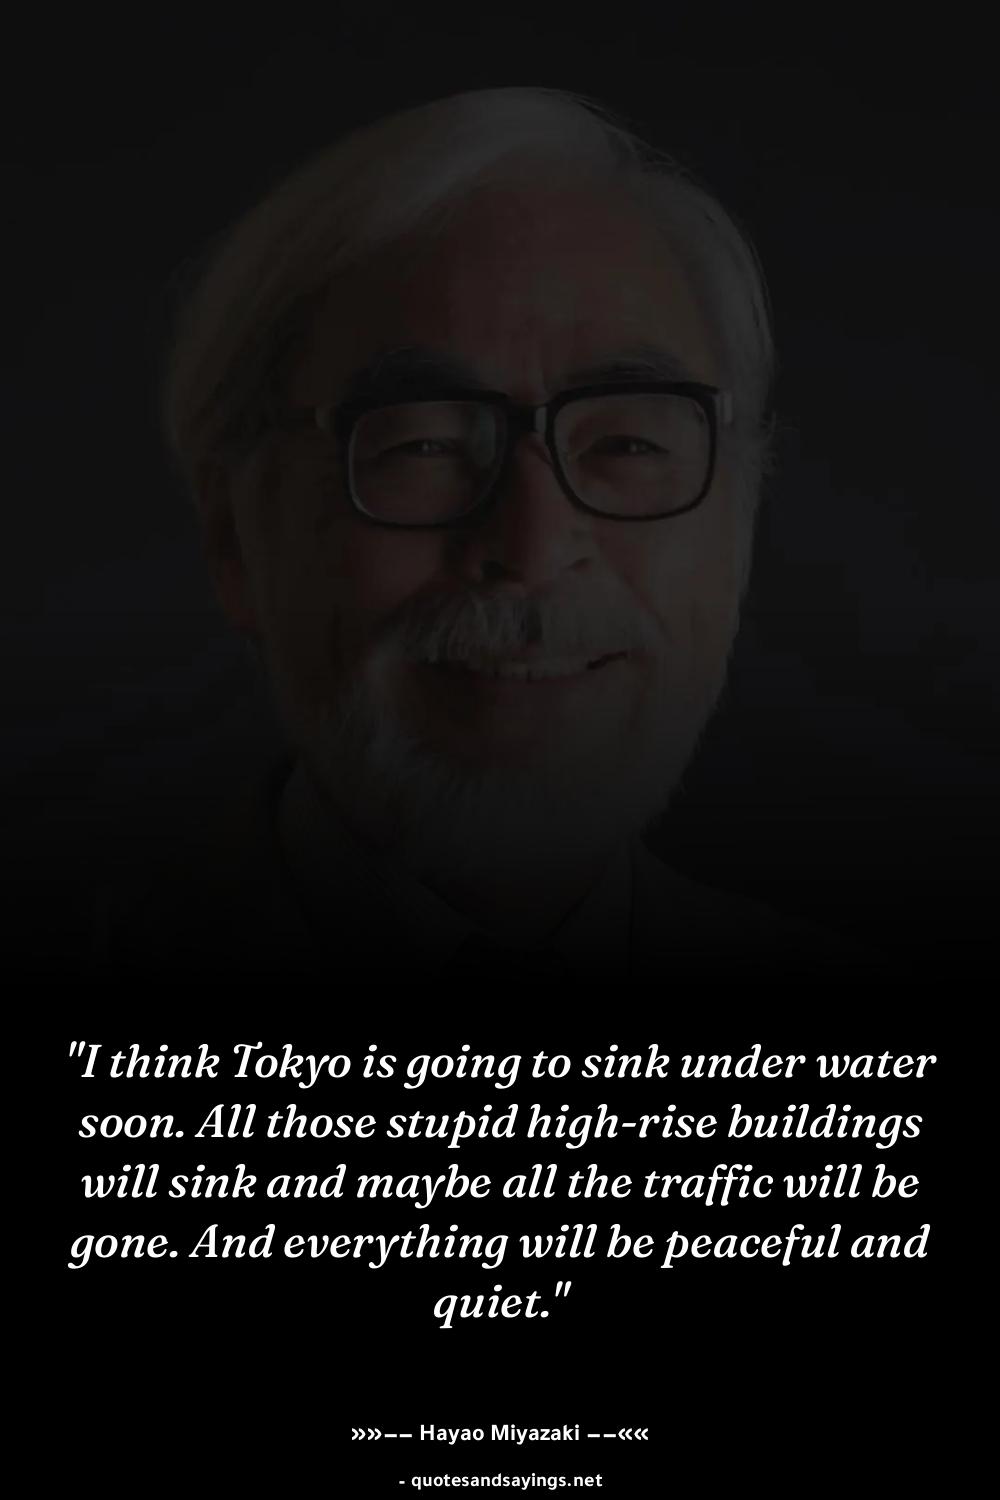 "I think Tokyo is going to sink under water
soon. All those stupid high-rise buildings
will sink and maybe all the traffic will be
gone. And everything will be peaceful and
quiet."
»»−− Hayao Miyazaki −−««
- quotesandsayings.net